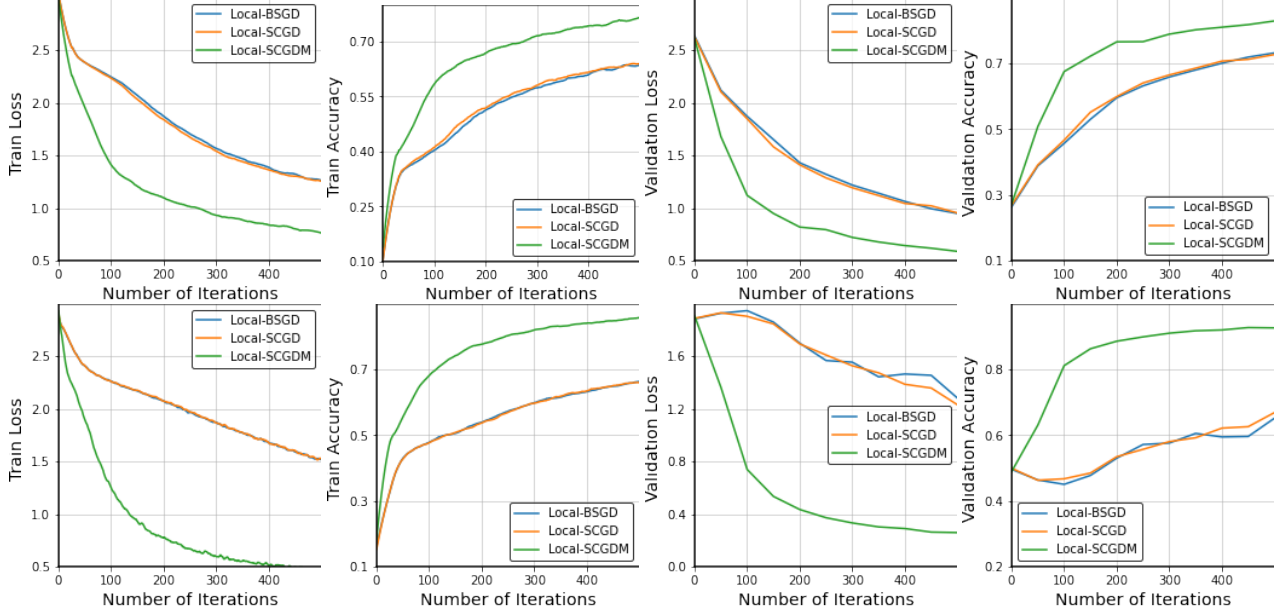 Train Loss
2.5
2.0
1.5
1.0
0.5
0
100
200
300
400
Number of Iterations
Local-BSGD
Local-SCGD
Local-SCGDM
Train Accuracy
0.70
0.55
0.40
0.25
0.10
0
100
200
300
400
Number of Iterations
Local-BSGD
Local-SCGD
Local-SCGDM
Validation Loss
2.5
2.0
1.5
1.0
0.5
0
100
200
300
400
Number of Iterations
Local-BSGD
Local-SCGD
Local-SCGDM
Validation Accuracy
0.7
0.5
0.3
0.1
0
100
200
300
400
Number of Iterations
Local-BSGD
Local-SCGD
Local-SCGDM
Train Loss
2.5
2.0
1.5
1.0
0.5
0
100
200
300
400
Number of Iterations
Local-BSGD
Local-SCGD
Local-SCGDM
Train Accuracy
0.7
0.5
0.3
0.1
0
100
200
300
400
Number of Iterations
Local-BSGD
Local-SCGD
Local-SCGDM
Validation Loss
1.6
1.2
0.8
0.4
0.0
0
100
200
300
400
Number of Iterations
Local-BSGD
Local-SCGD
Local-SCGDM
Validation Accuracy
0.8
0.6
0.4
0.2
0
100
200
300
400
Number of Iterations
Local-BSGD
Local-SCGD
Local-SCGDM